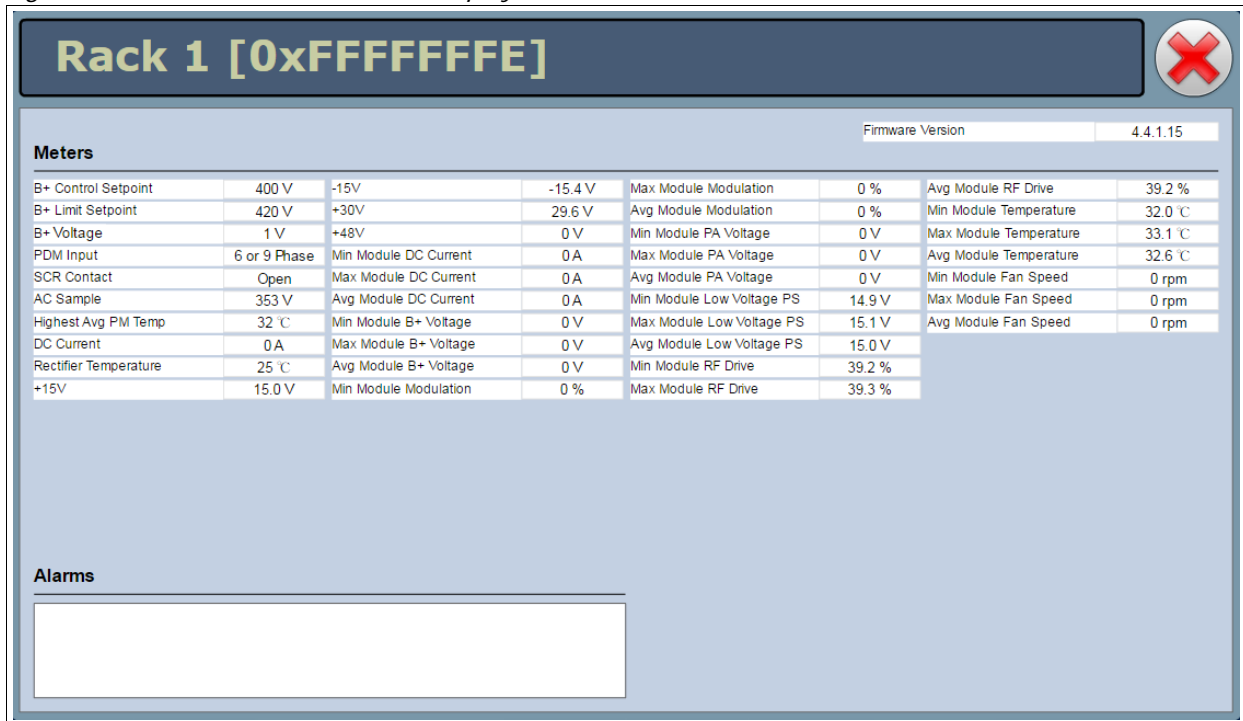 Rack 1 [0xFFFFFFFE]
Firmware Version 4.4.1.15
Meters
B+ Control Setpoint 400 V -15V -15.4 V Max Module Modulation 0 % Avg Module RF Drive 39.2 %
B+ Limit Setpoint 420 V +30V 29.6 V Avg Module Modulation 0 % Min Module Temperature 32.0 °C
B+ Voltage 1 V +48V 0 V Min Module PA Voltage 0 V Max Module Temperature 33.1 °C
PDM Input 6 or 9 Phase Min Module DC Current 0 A Max Module PA Voltage 0 V Avg Module Temperature 32.6 °C
SCR Contact Open Max Module DC Current 0 A Avg Module PA Voltage 0 V Min Module Fan Speed 0 rpm
AC Sample 353 V Avg Module DC Current 0 A Min Module Low Voltage PS 14.9 V Max Module Fan Speed 0 rpm
Highest Avg PM Temp 32 °C Min Module B+ Voltage 0 V Max Module Low Voltage PS 15.1 V Avg Module Fan Speed 0 rpm
DC Current 0 A Max Module B+ Voltage 0 V Avg Module Low Voltage PS 15.0 V
Rectifier Temperature 25 °C Avg Module B+ Voltage 0 V Min Module RF Drive 39.2 %
+15V 15.0 V Min Module Modulation 0 % Max Module RF Drive 39.3 %
Alarms